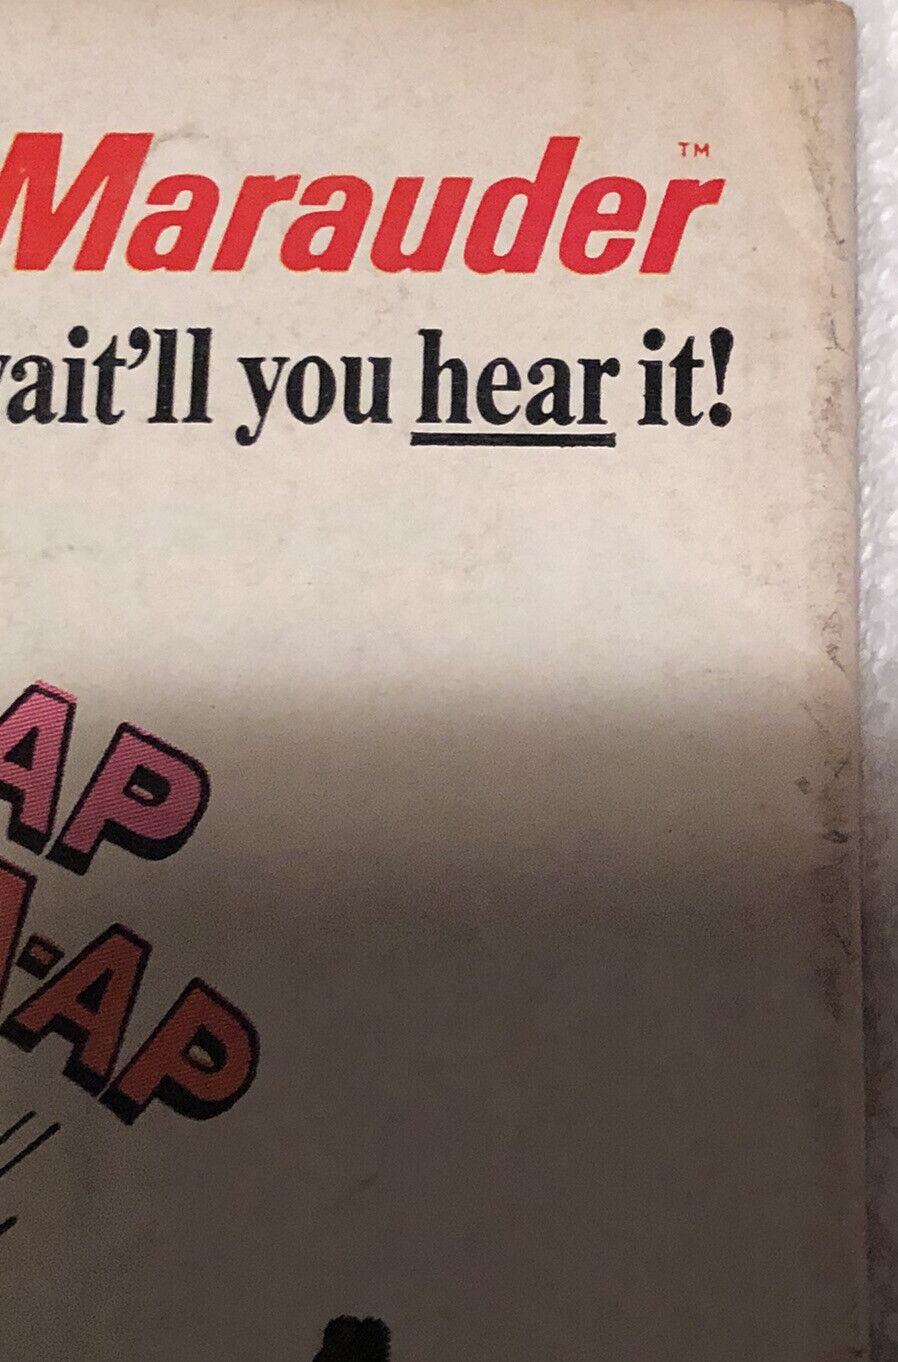 Marauder™
ait'll you hear it!
AP
-AP